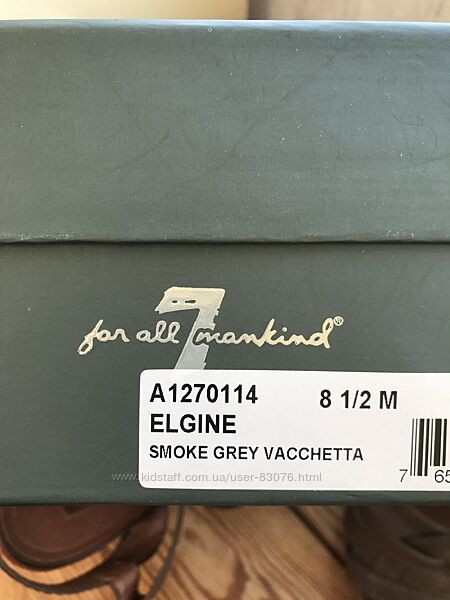 7
for all mankind®
A1270114 8 1/2 M
ELGINE
SMOKE GREY VACCHETTA
7 65
www.kidstaff.com.ua/user-83076.html